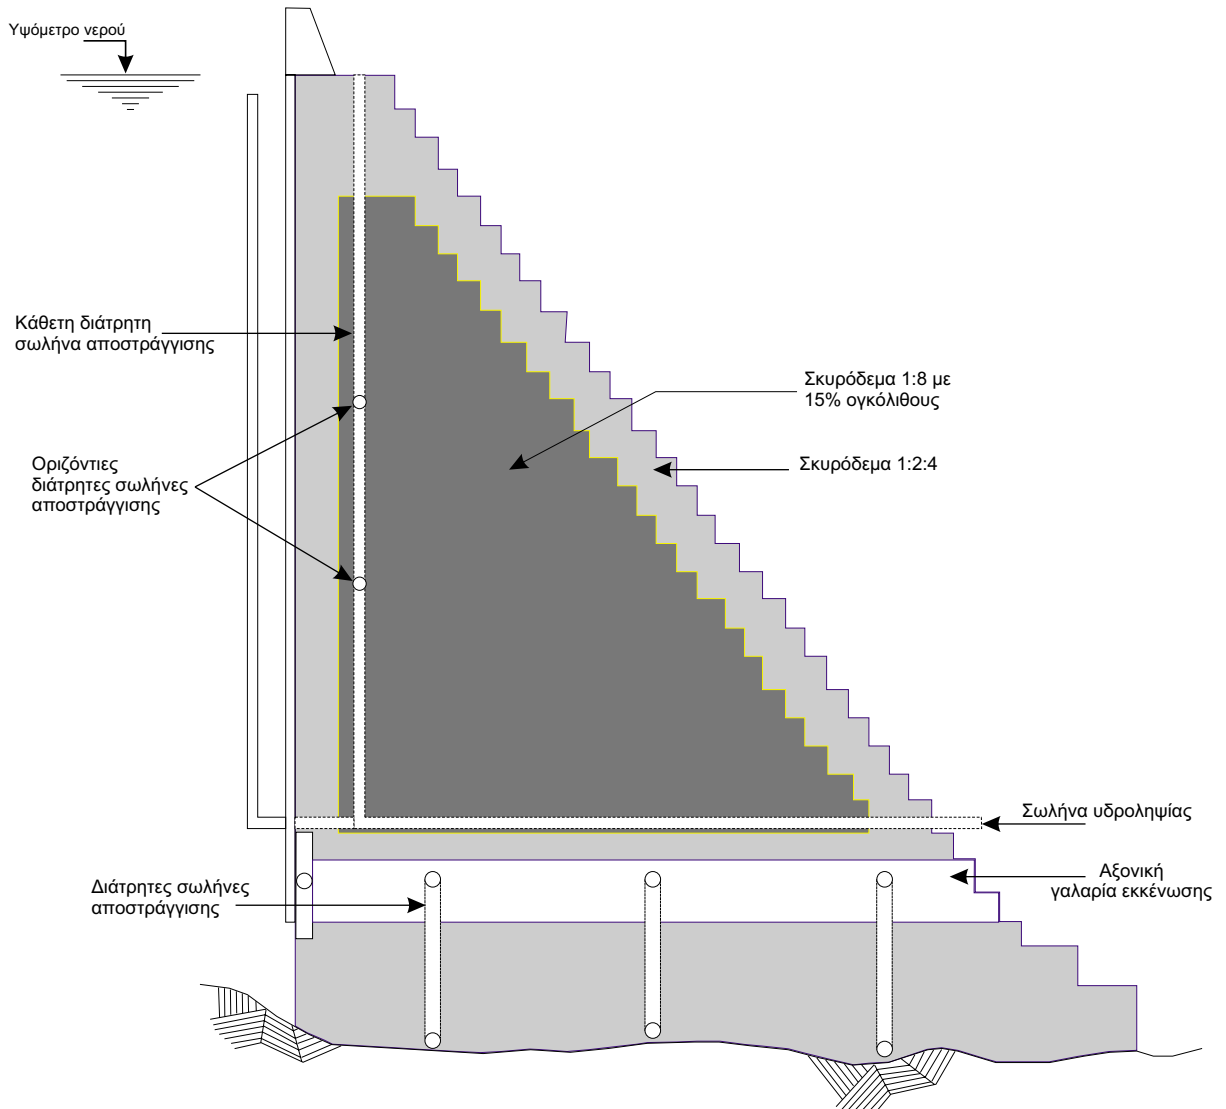 Υψόμετρο νερού
Κάθετη διάτρητη
σωλήνα αποστράγγισης
Σκυρόδεμα 1:8 με
15% ογκόλιθους
Οριζόντιες
διάτρητες σωλήνες
αποστράγγισης
Σκυρόδεμα 1:2:4
Σωλήνα υδροληψίας
Διάτρητες σωλήνες
αποστράγγισης
Αξονική
γαλαρία εκκένωσης